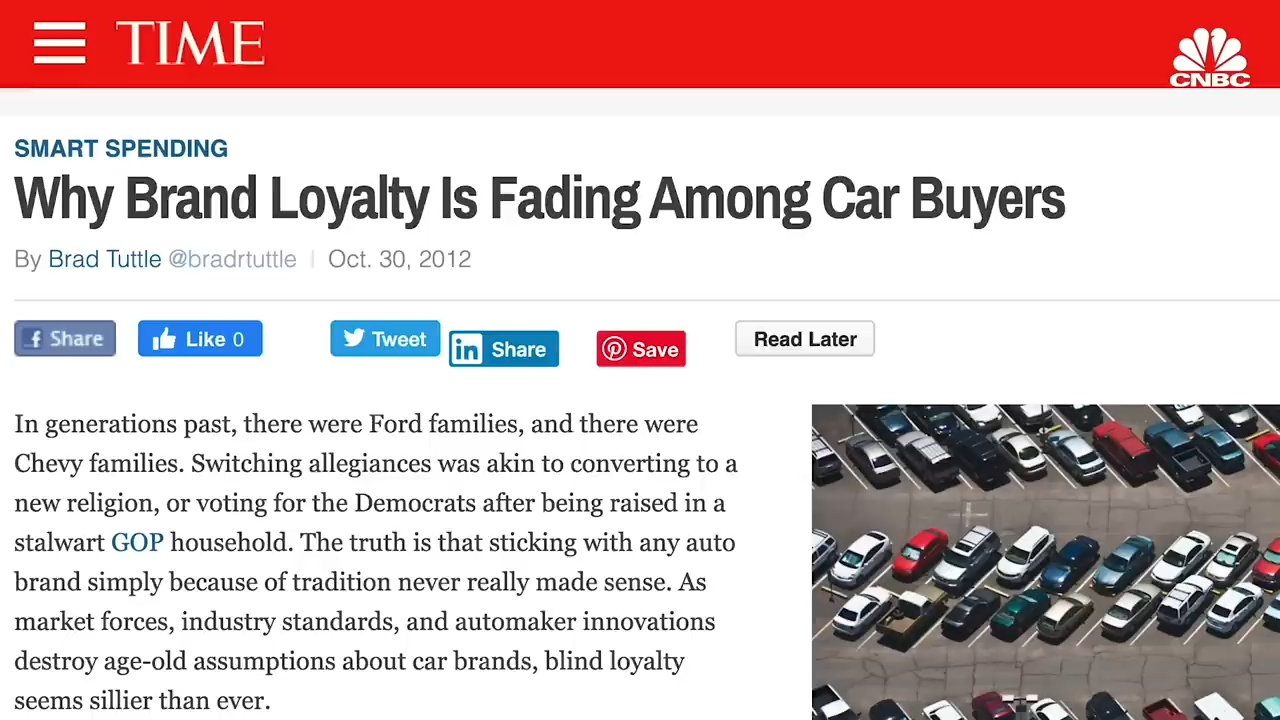 TIME
CNBC
SMART SPENDING
Why Brand Loyalty Is Fading Among Car Buyers
By Brad Tuttle @bradrtuttle | Oct. 30, 2012
f Share
Like 0
Tweet
in Share
Save
Read Later
In generations past, there were Ford families, and there were
Chevy families. Switching allegiances was akin to converting to a
new religion, or voting for the Democrats after being raised in a
stalwart GOP household. The truth is that sticking with any auto
brand simply because of tradition never really made sense. As
market forces, industry standards, and automaker innovations
destroy age-old assumptions about car brands, blind loyalty
seems sillier than ever.